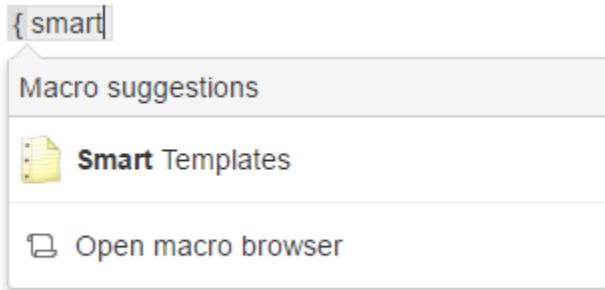 { smart
Macro suggestions
Smart Templates
Open macro browser